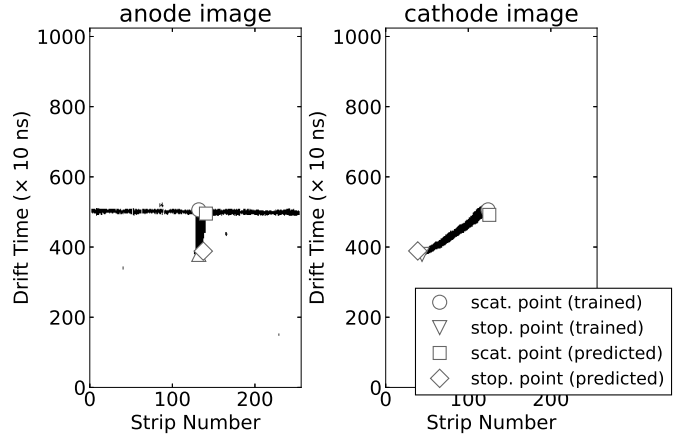 anode image
cathode image
1000
800
600
400
200
0
Drift Time (× 10 ns)
0
100
200
Strip Number
1000
800
600
400
200
0
Drift Time (× 10 ns)
0
100
200
Strip Number
scat. point (trained)
stop. point (trained)
scat. point (predicted)
stop. point (predicted)